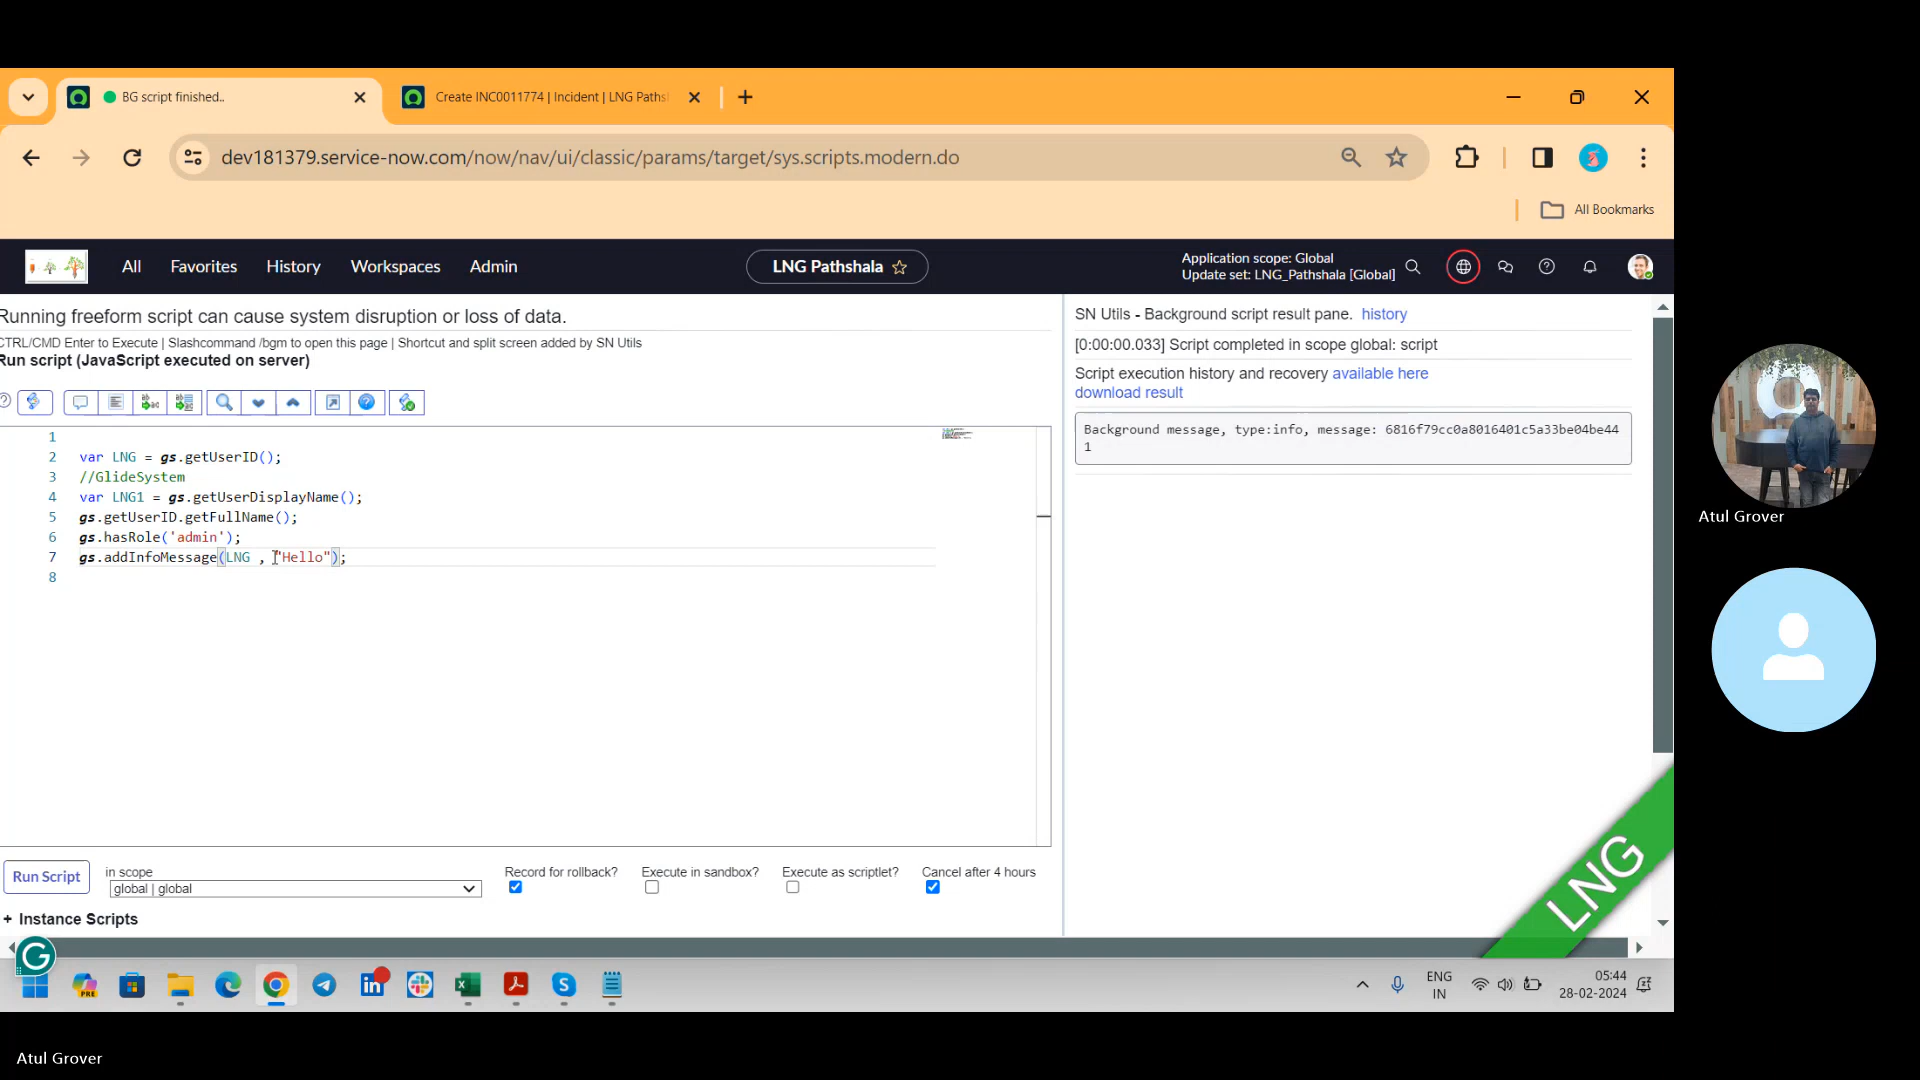 BG script finished..
Create INC0011774 | Incident | LNG Paths
dev181379.service-now.com/now/nav/ui/classic/params/target/sys.scripts.modern.do
All Bookmarks
All
Favorites
History
Workspaces
Admin
LNG Pathshala
Application scope: Global
Update set: LNG_Pathshala [Global]
Running freeform script can cause system disruption or loss of data.
CTRL/CMD Enter to Execute | Slashcommand /bgm to open this page | Shortcut and split screen added by SN Utils
Run script (JavaScript executed on server)
1
2 var LNG = gs.getUserID();
3 //GlideSystem
4 var LNG1 = gs.getUserDisplayName();
5 gs.getUserID.getFullName();
6 gs.hasRole('admin');
7 gs.addInfoMessage(LNG , "Hello");
8
SN Utils - Background script result pane. history
[0:00:00.033] Script completed in scope global: script
Script execution history and recovery available here
download result
Background message, type:info, message: 6816f79cc0a8016401c5a33be04be44
1
Run Script
in scope
global | global
Record for rollback?
Execute in sandbox?
Execute as scriptlet?
Cancel after 4 hours
+ Instance Scripts
LNG
G
PRE
ENG
IN
05:44
28-02-2024
Atul Grover
Atul Grover